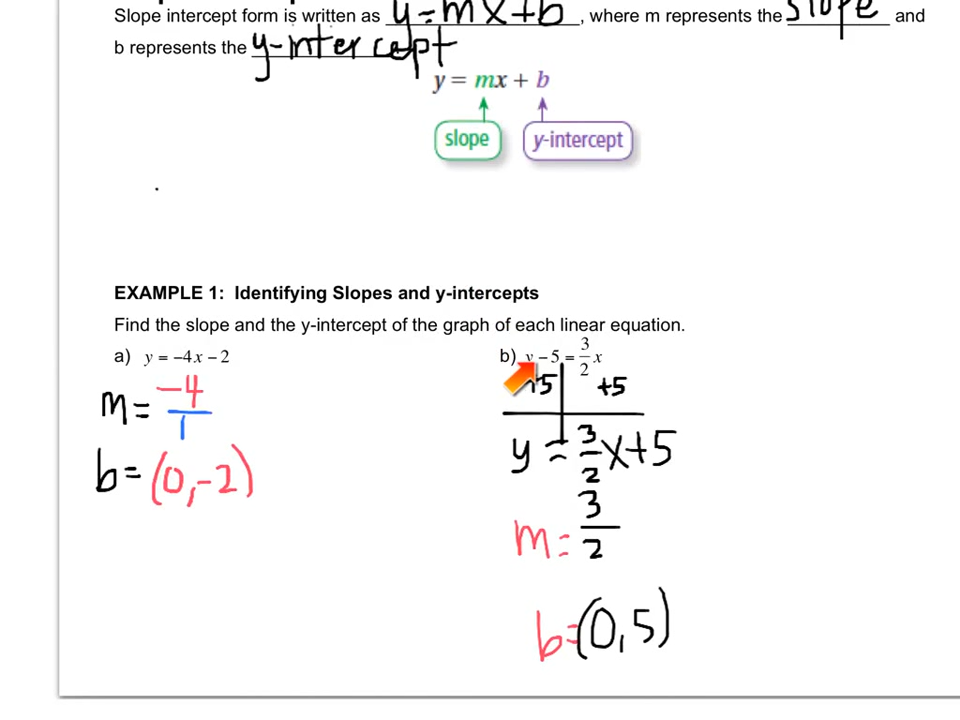 Slope intercept form is written as y=mx+b, where m represents the slope and
b represents the y-intercept
y = mx + b
slope y-intercept
EXAMPLE 1: Identifying Slopes and y-intercepts
Find the slope and the y-intercept of the graph of each linear equation.
a) y = −4x − 2 b) y − 5 = 3/2 x
+5 +5
m = -4/1
y = 3/2 x+5
b = (0,-2)
m = 3/2
b = (0,5)